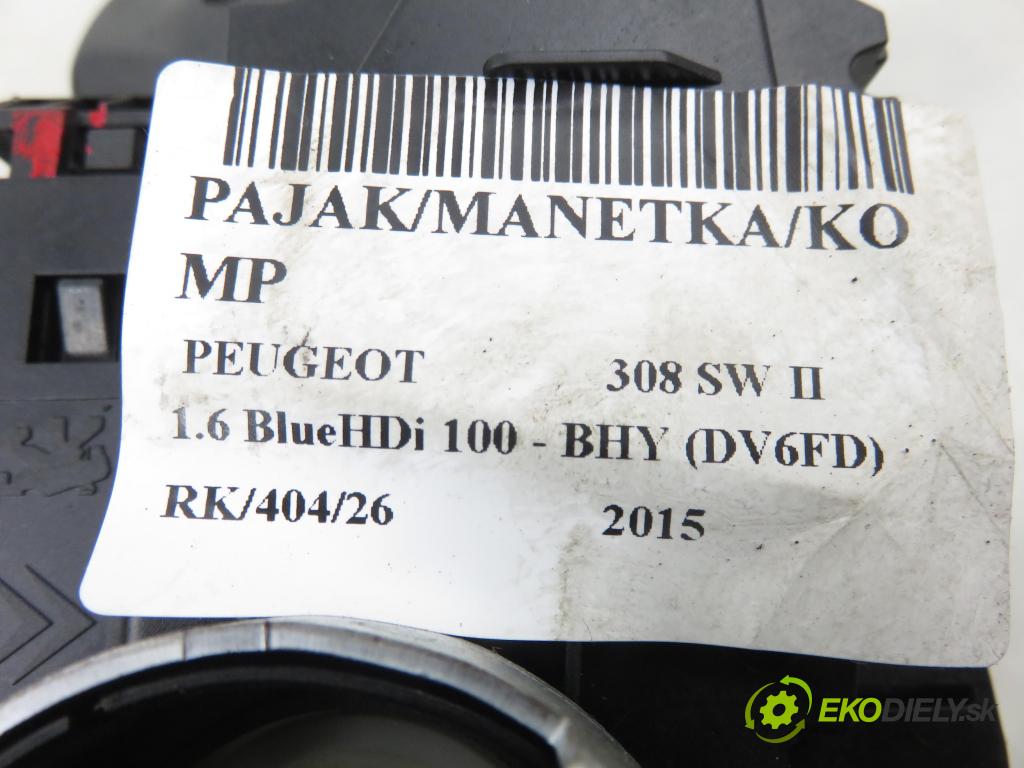 PAJAK/MANETKA/KO
MP
PEUGEOT 308 SW II
1.6 BlueHDi 100 - BHY (DV6FD)
RK/404/26 2015
EKODIELY.sk